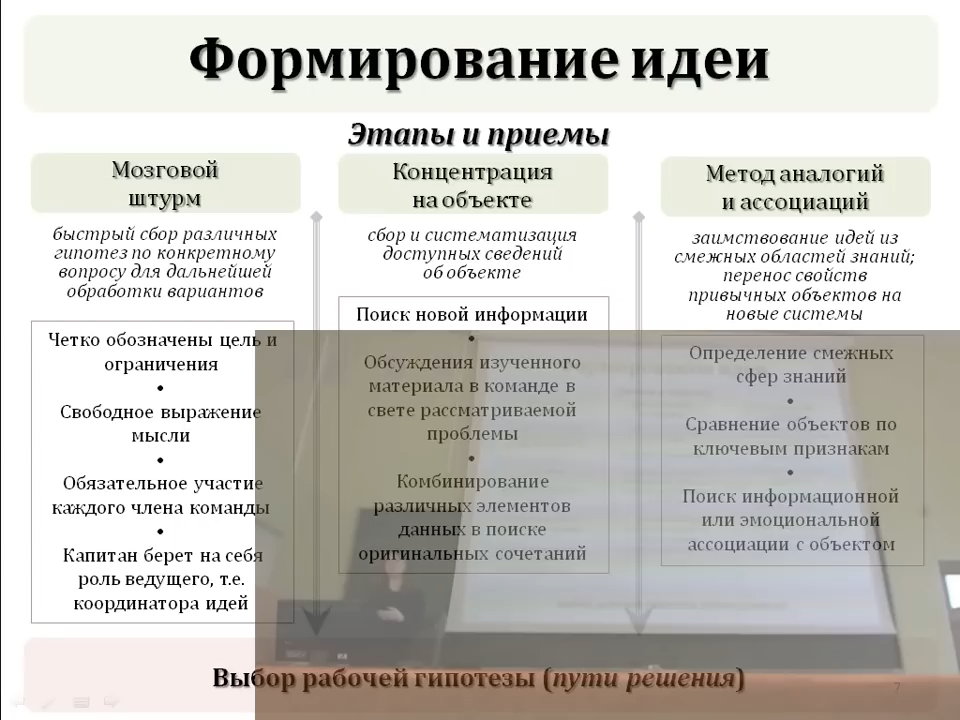 Формирование идеи
Этапы и приемы
Мозговой
штурм
быстрый сбор различных
гипотез по конкретному
вопросу для дальнейшей
обработки вариантов
Четко обозначены цель и
ограничения
•
Свободное выражение
мысли
•
Обязательное участие
каждого члена команды
•
Капитан берет на себя
роль ведущего, т.е.
координатора идей
Концентрация
на объекте
сбор и систематизация
доступных сведений
об объекте
Поиск новой информации
•
Обсуждения изученного
материала в команде в
свете рассматриваемой
проблемы
•
Комбинирование
различных элементов
данных в поиске
оригинальных сочетаний
Метод аналогий
и ассоциаций
заимствование идей из
смежных областей знаний;
перенос свойств
привычных объектов на
новые системы
Определение смежных
сфер знаний
•
Сравнение объектов по
ключевым признакам
•
Поиск информационной
или эмоциональной
ассоциации с объектом
Выбор рабочей гипотезы (пути решения)
7